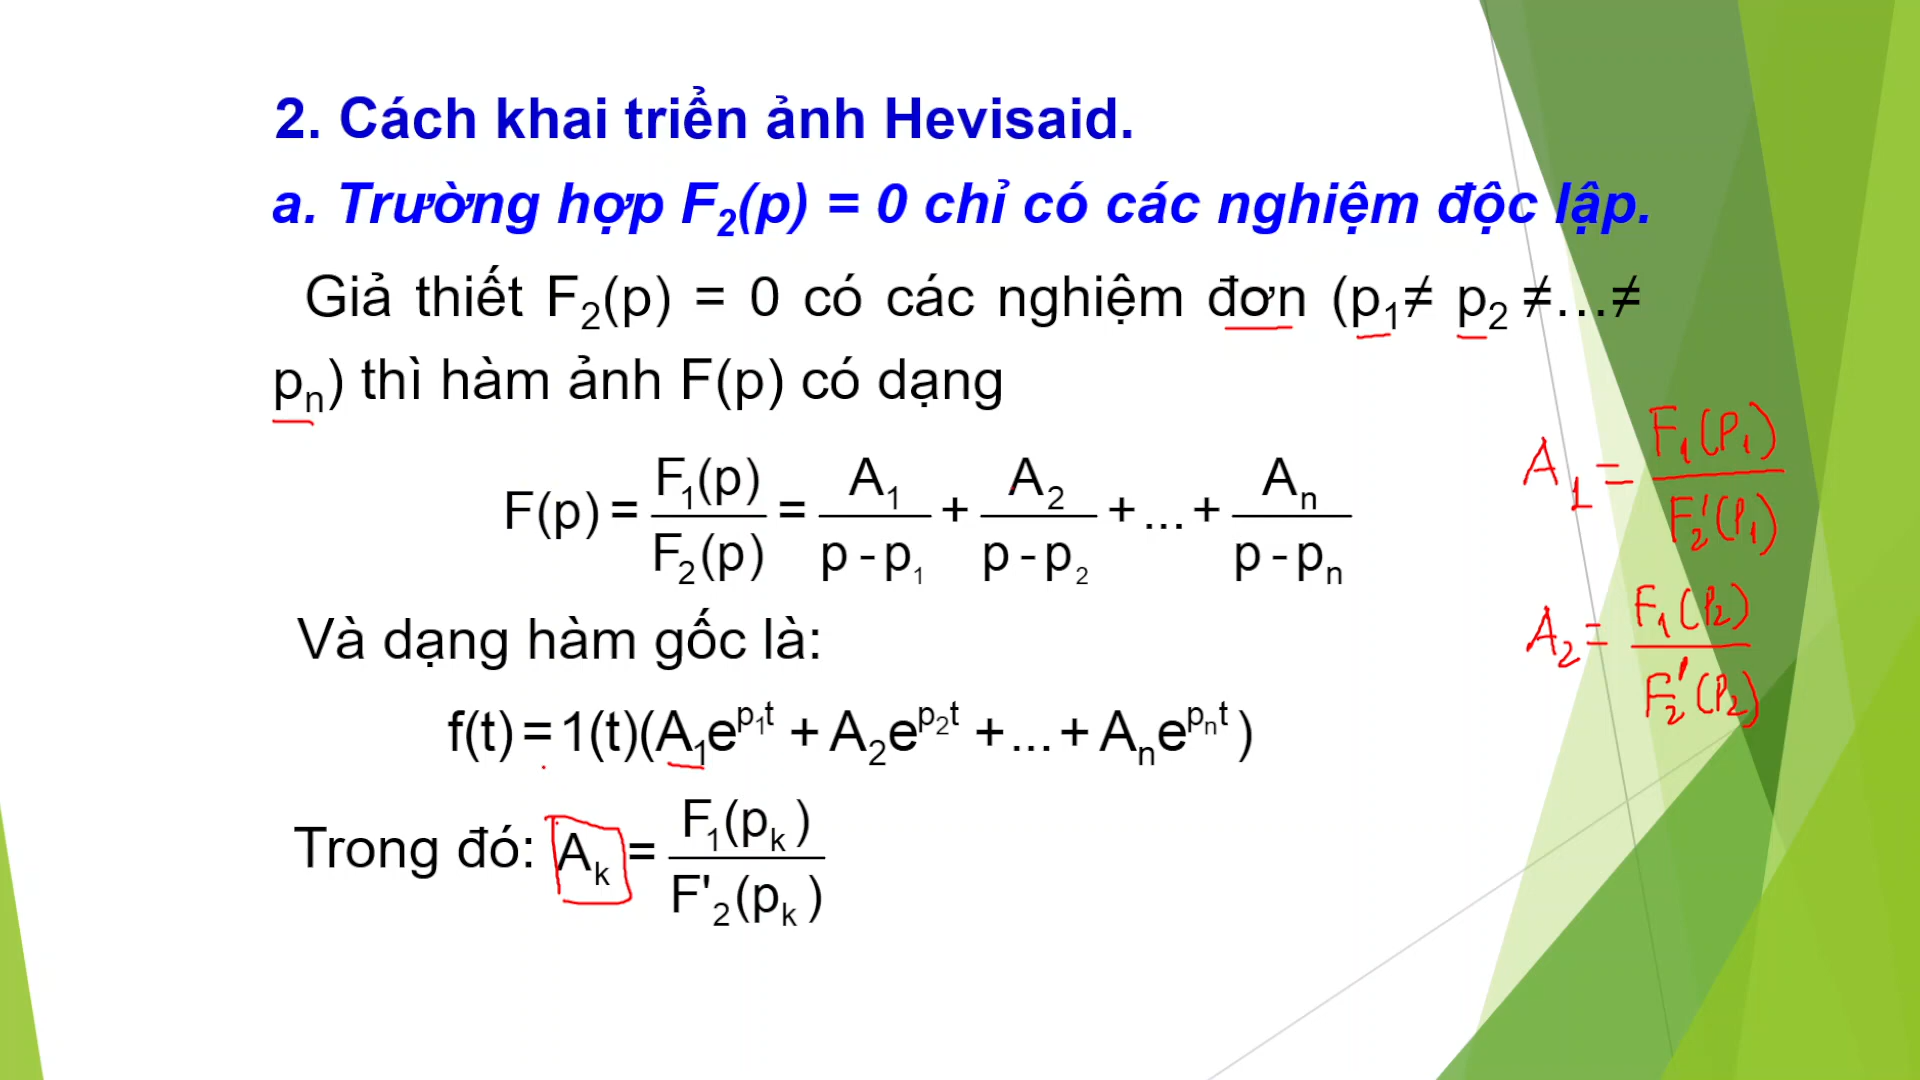 2. Cách khai triển ảnh Hevisaid.
a. Trường hợp F₂(p) = 0 chỉ có các nghiệm độc lập.
Giả thiết F₂(p) = 0 có các nghiệm đơn (p₁≠ p₂ ≠...≠
pₙ) thì hàm ảnh F(p) có dạng
F(p) = F₁(p)/F₂(p) = A₁/(p - p₁) + A₂/(p - p₂) + ... + Aₙ/(p - pₙ)
Và dạng hàm gốc là:
f(t) = 1(t)(A₁e^(p₁t) + A₂e^(p₂t) + ... + Aₙe^(pₙt))
Trong đó: Aₖ = F₁(pₖ)/F'₂(pₖ)
A₁ = F₁(P₁)/F₂'(P₁)
A₂ = F₁(P₂)/F₂'(P₂)